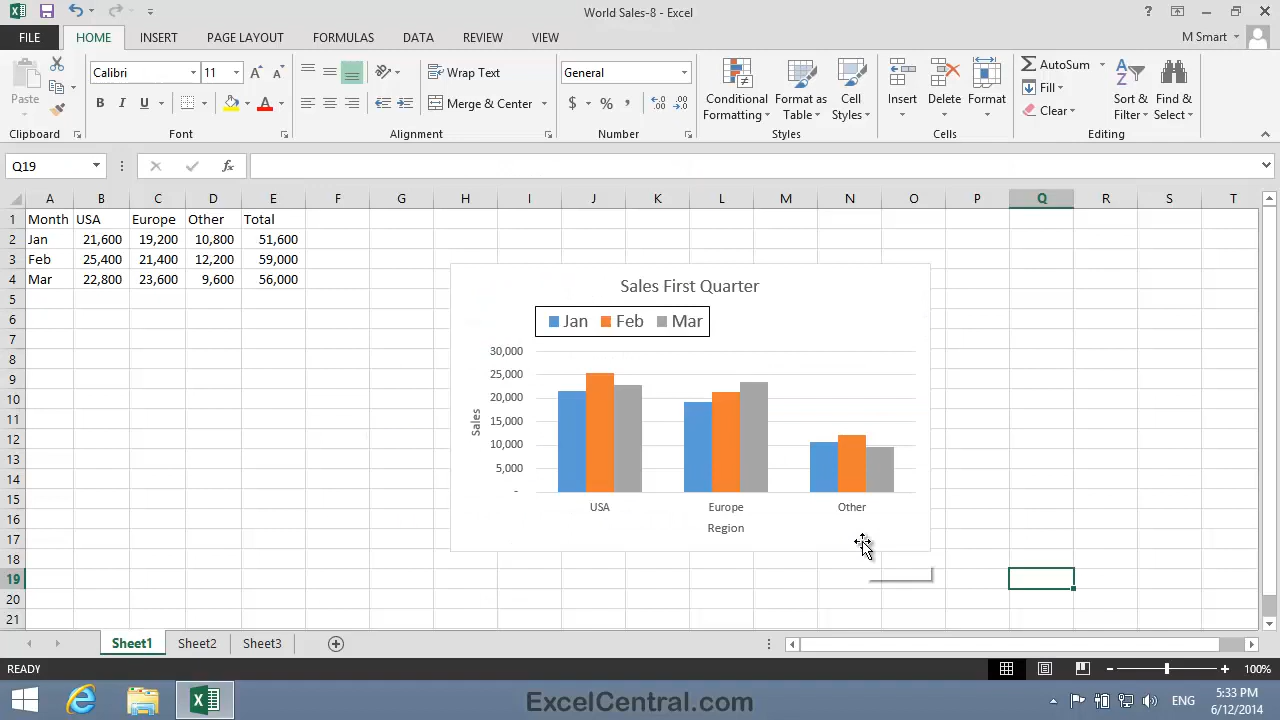 World Sales-8 - Excel
FILE HOME INSERT PAGE LAYOUT FORMULAS DATA REVIEW VIEW M Smart
Paste Calibri 11 Wrap Text General Conditional Formatting Format as Table Cell Styles Insert Delete Format AutoSum Sort & Filter Find & Select
B I U A Merge & Center $ % , Fill Clear
Clipboard Font Alignment Number Styles Cells Editing
Q19 fx
A B C D E F G H I J K L M N O P Q R S T
1 Month USA Europe Other Total
2 Jan 21,600 19,200 10,800 51,600
3 Feb 25,400 21,400 12,200 59,000
4 Mar 22,800 23,600 9,600 56,000
5
6
7
8
9
10
11
12
13
14
15
16
17
18
19
20
21
Sales First Quarter
Jan Feb Mar
30,000
25,000
20,000
15,000
10,000
5,000
-
Sales
USA Europe Other
Region
Sheet1 Sheet2 Sheet3
READY 100%
ExcelCentral.com ENG 5:33 PM
6/12/2014